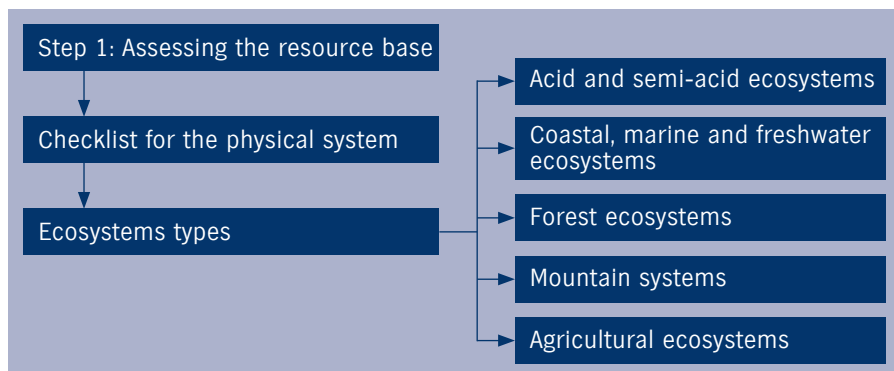 Step 1: Assessing the resource base
Checklist for the physical system
Ecosystems types
Acid and semi-acid ecosystems
Coastal, marine and freshwater
ecosystems
Forest ecosystems
Mountain systems
Agricultural ecosystems